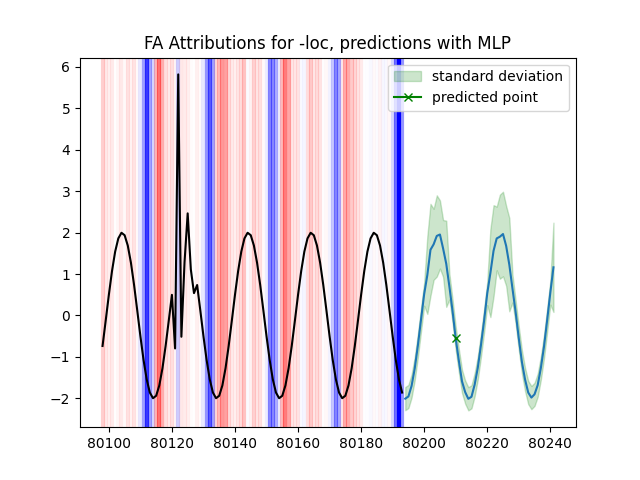 FA Attributions for -loc, predictions with MLP
standard deviation
predicted point
6
5
4
3
2
1
0
−1
−2
80100 80120 80140 80160 80180 80200 80220 80240